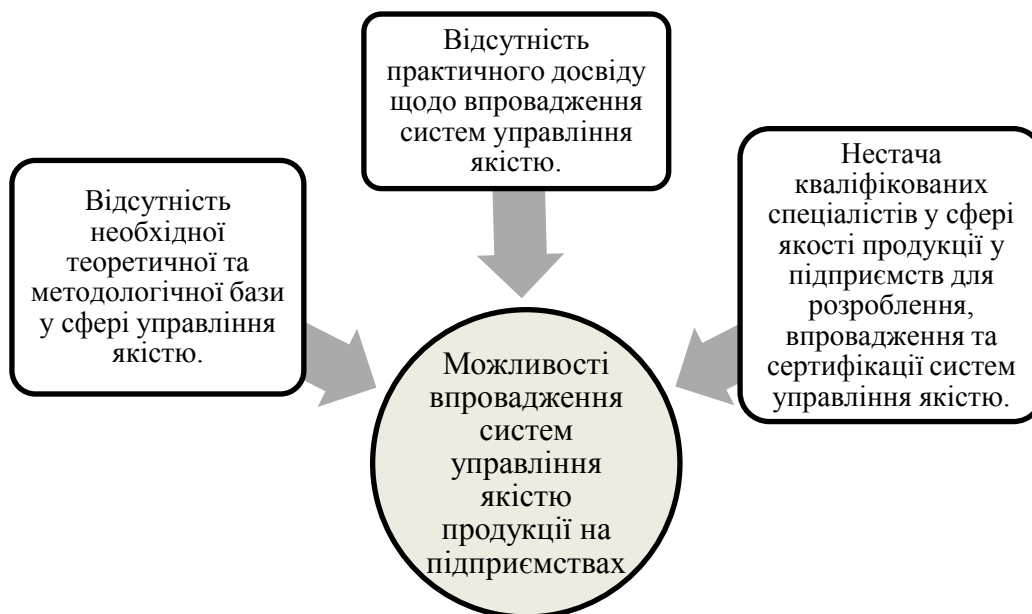 Відсутність
необхідної
теоретичної та
методологічної бази
у сфері управління
якістю.
Відсутність
практичного досвіду
щодо впровадження
систем управління
якістю.
Нестача
кваліфікованих
спеціалістів у сфері
якості продукції у
підприємств для
розроблення,
впровадження та
сертифікації систем
управління якістю.
Можливості
впровадження
систем
управління
якістю
продукції на
підприємствах